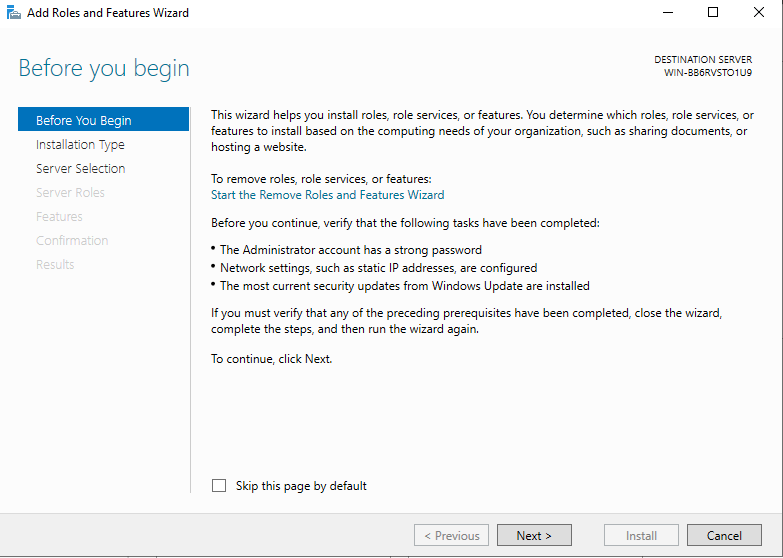 Add Roles and Features Wizard
Before you begin
DESTINATION SERVER
WIN-BB6RVSTO1U9
Before You Begin
Installation Type
Server Selection
Server Roles
Features
Confirmation
Results
This wizard helps you install roles, role services, or features. You determine which roles, role services, or
features to install based on the computing needs of your organization, such as sharing documents, or
hosting a website.
To remove roles, role services, or features:
Start the Remove Roles and Features Wizard
Before you continue, verify that the following tasks have been completed:
• The Administrator account has a strong password
• Network settings, such as static IP addresses, are configured
• The most current security updates from Windows Update are installed
If you must verify that any of the preceding prerequisites have been completed, close the wizard,
complete the steps, and then run the wizard again.
To continue, click Next.
Skip this page by default
< Previous
Next >
Install
Cancel